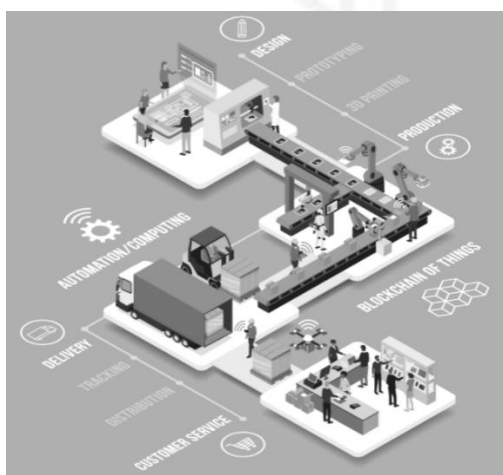 DESIGN
PROTOTYPING
3D PRINTING
PRODUCTION
AUTOMATION/COMPUTING
BLOCKCHAIN OF THINGS
DELIVERY
TRACKING
DISTRIBUTION
CUSTOMER SERVICE